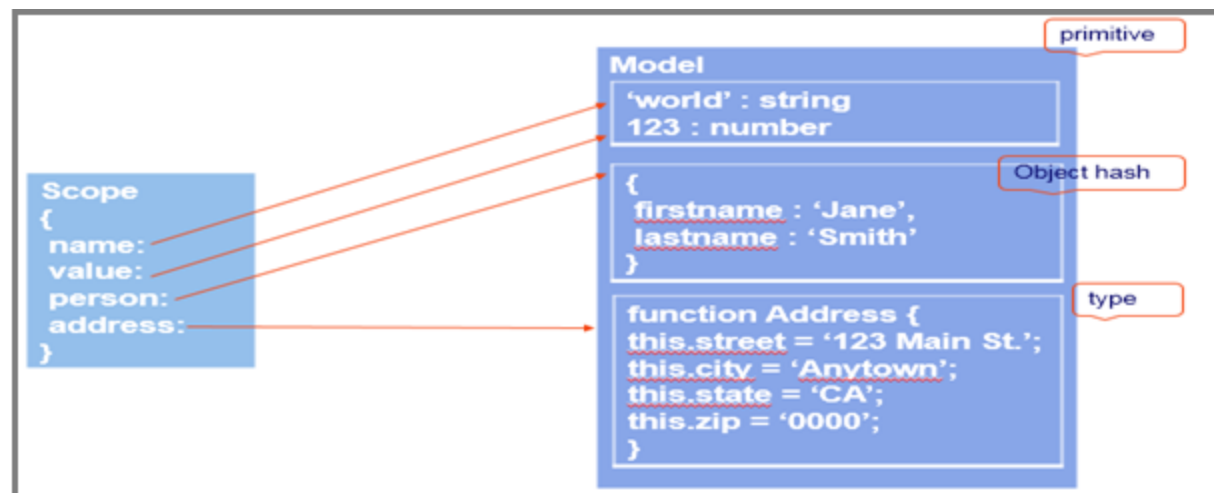 primitive
Model
‘world’ : string
123 : number
Scope
{
name:
value:
person:
address:
}
Object hash
{
firstname : ‘Jane’,
lastname : ‘Smith’
}
type
function Address {
this.street = ‘123 Main St.’;
this.city = ‘Anytown’;
this.state = ‘CA’;
this.zip = ‘0000’;
}